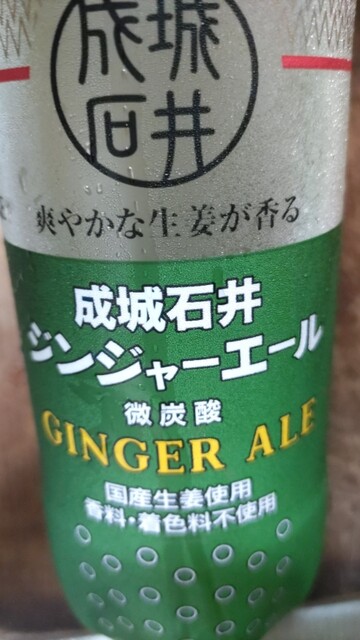 成城
石井
爽やかな生姜が香る
成城石井
ジンジャーエール
微炭酸
GINGER ALE
国産生姜使用
香料・着色料不使用